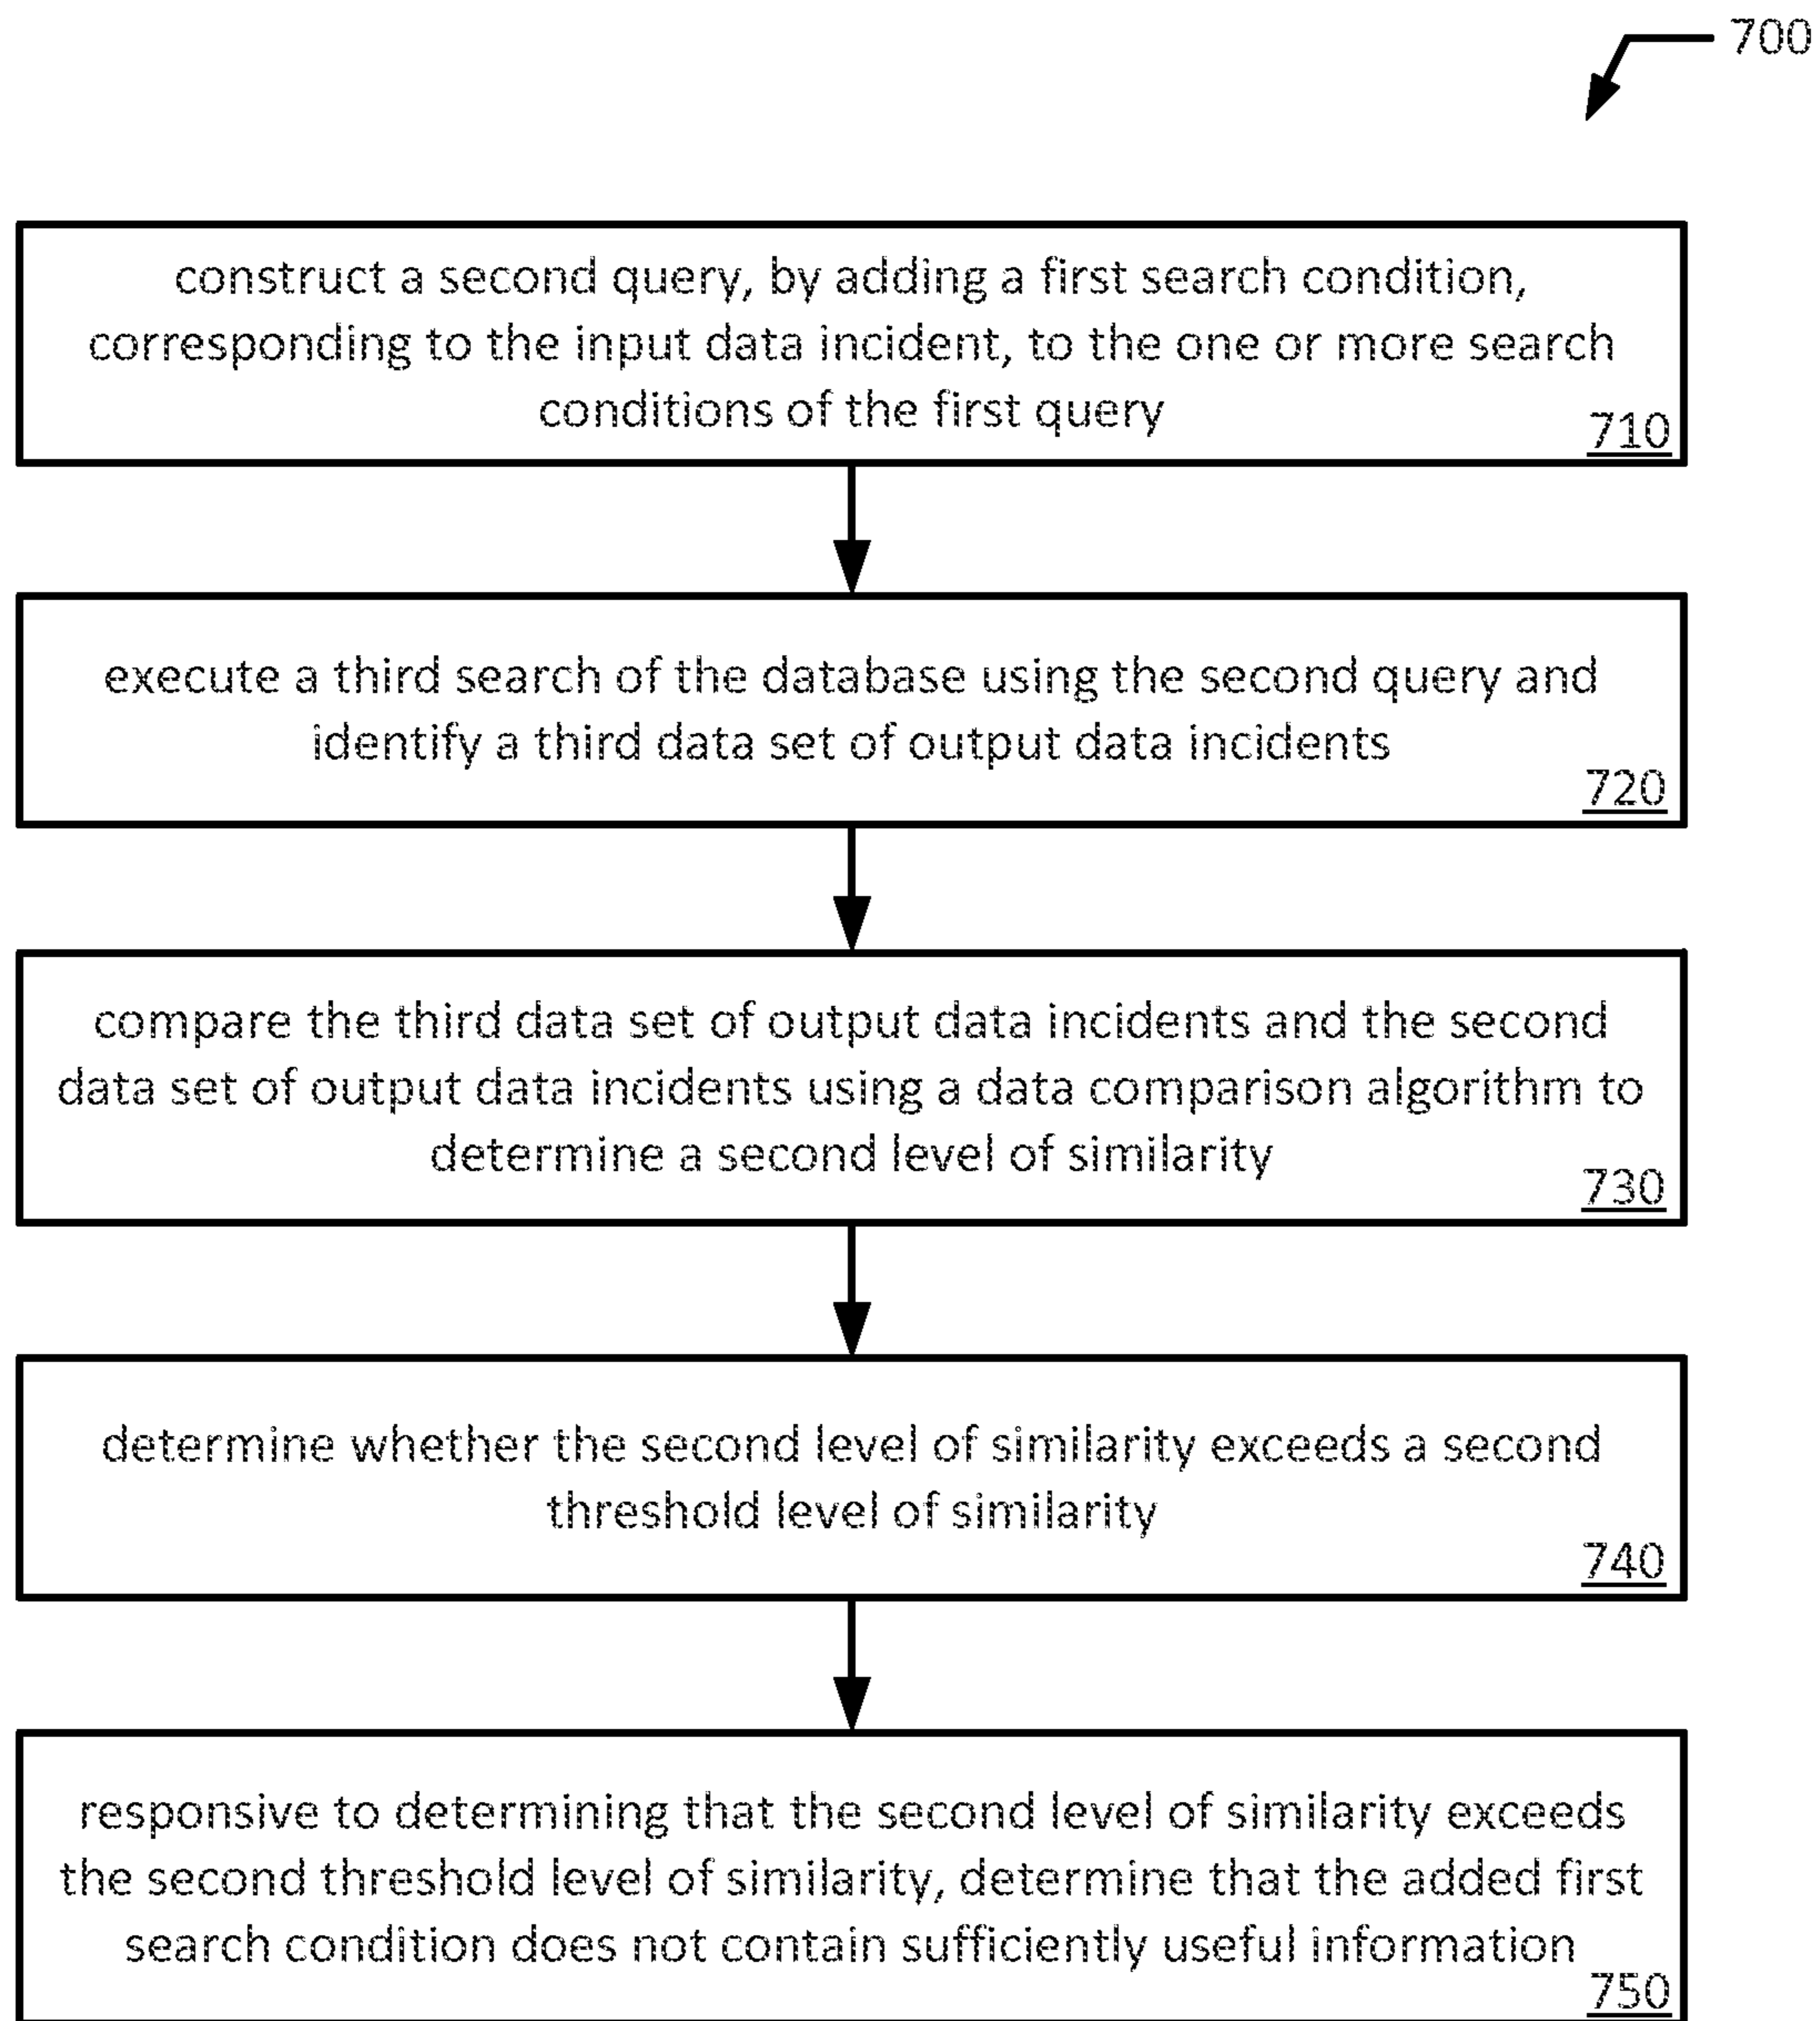 700
construct a second query, by adding a first search condition,
corresponding to the input data incident, to the one or more search
conditions of the first query
710
execute a third search of the database using the second query and
identify a third data set of output data incidents
720
compare the third data set of output data incidents and the second
data set of output data incidents using a data comparison algorithm to
determine a second level of similarity
730
determine whether the second level of similarity exceeds a second
threshold level of similarity
740
responsive to determining that the second level of similarity exceeds
the second threshold level of similarity, determine that the added first
search condition does not contain sufficiently useful information
750